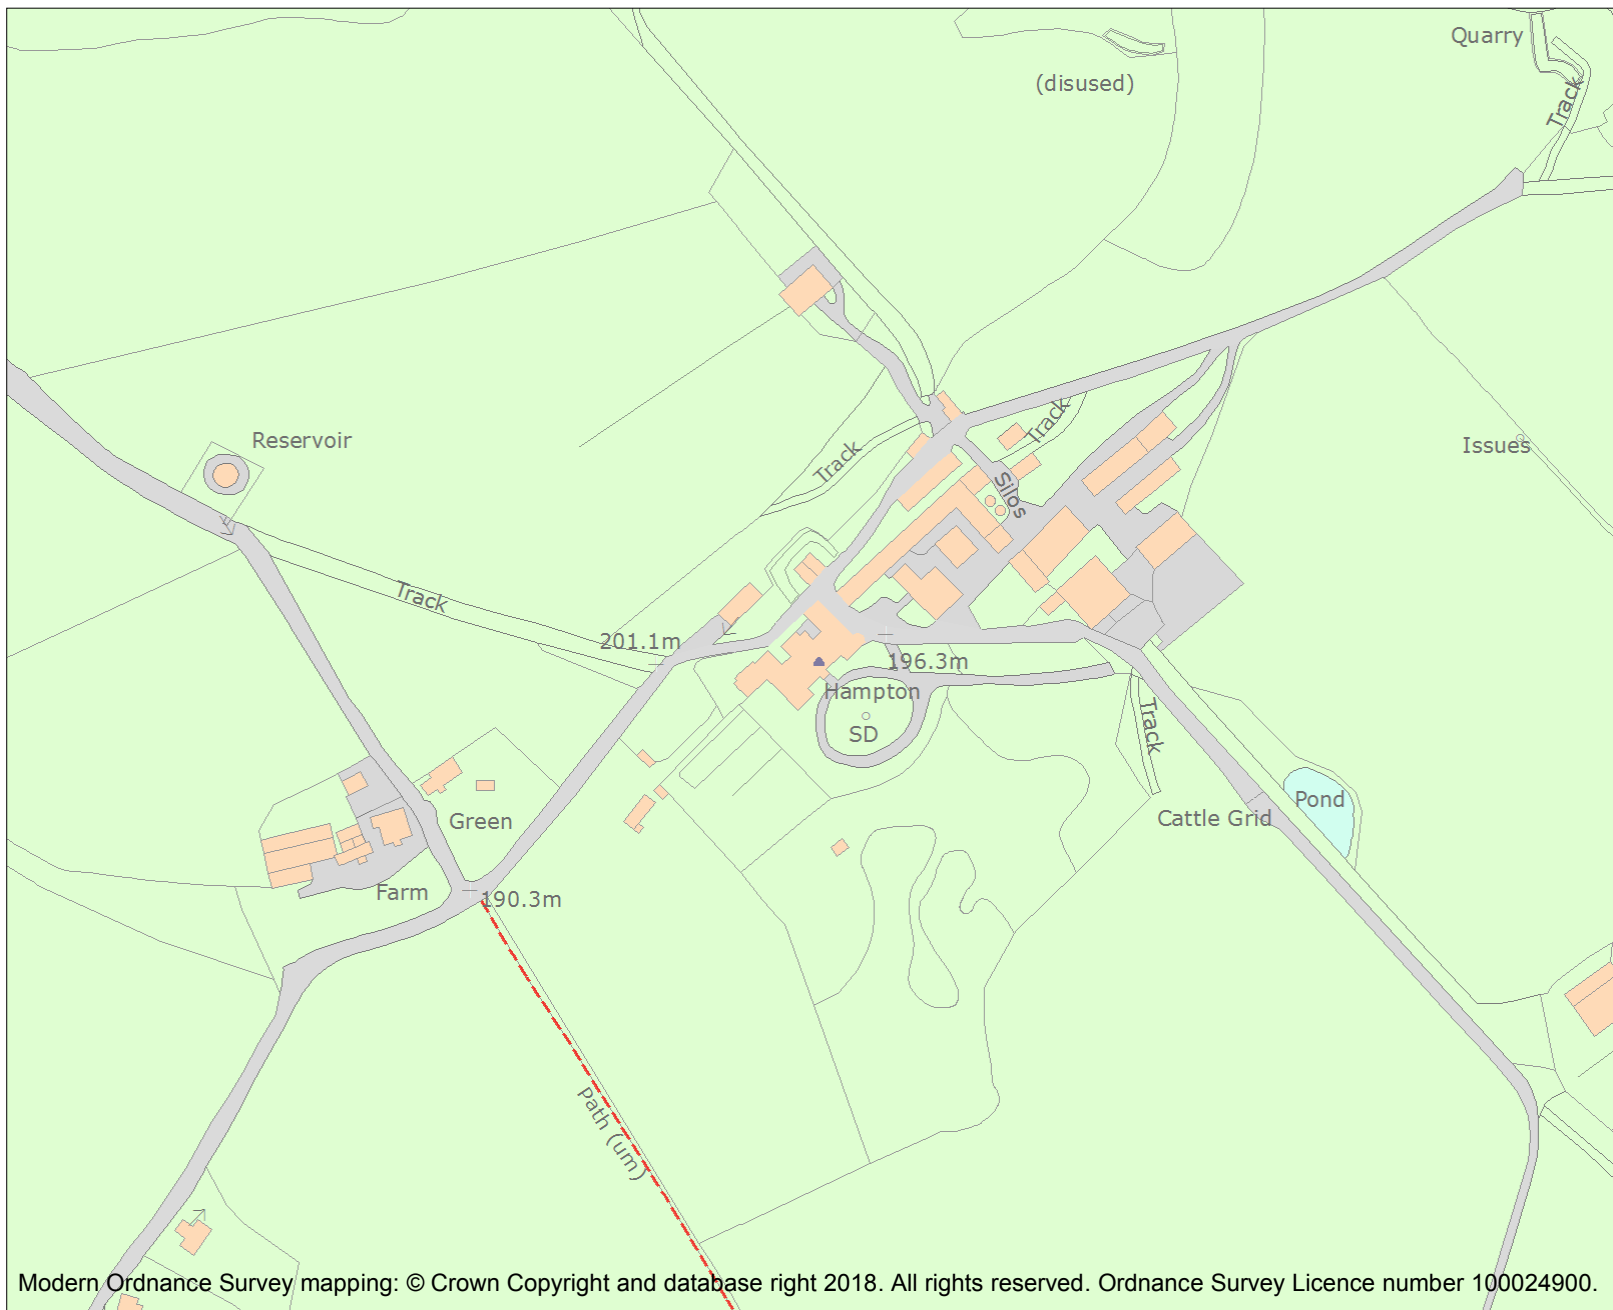 Quarry
(disused)
Track
Reservoir
Track
Track
Issues
Silos
Track
201.1m
196.3m
Hampton
SD
Track
Pond
Cattle Grid
Green
Farm
190.3m
Path (um)
Modern Ordnance Survey mapping: © Crown Copyright and database right 2018. All rights reserved. Ordnance Survey Licence number 100024900.